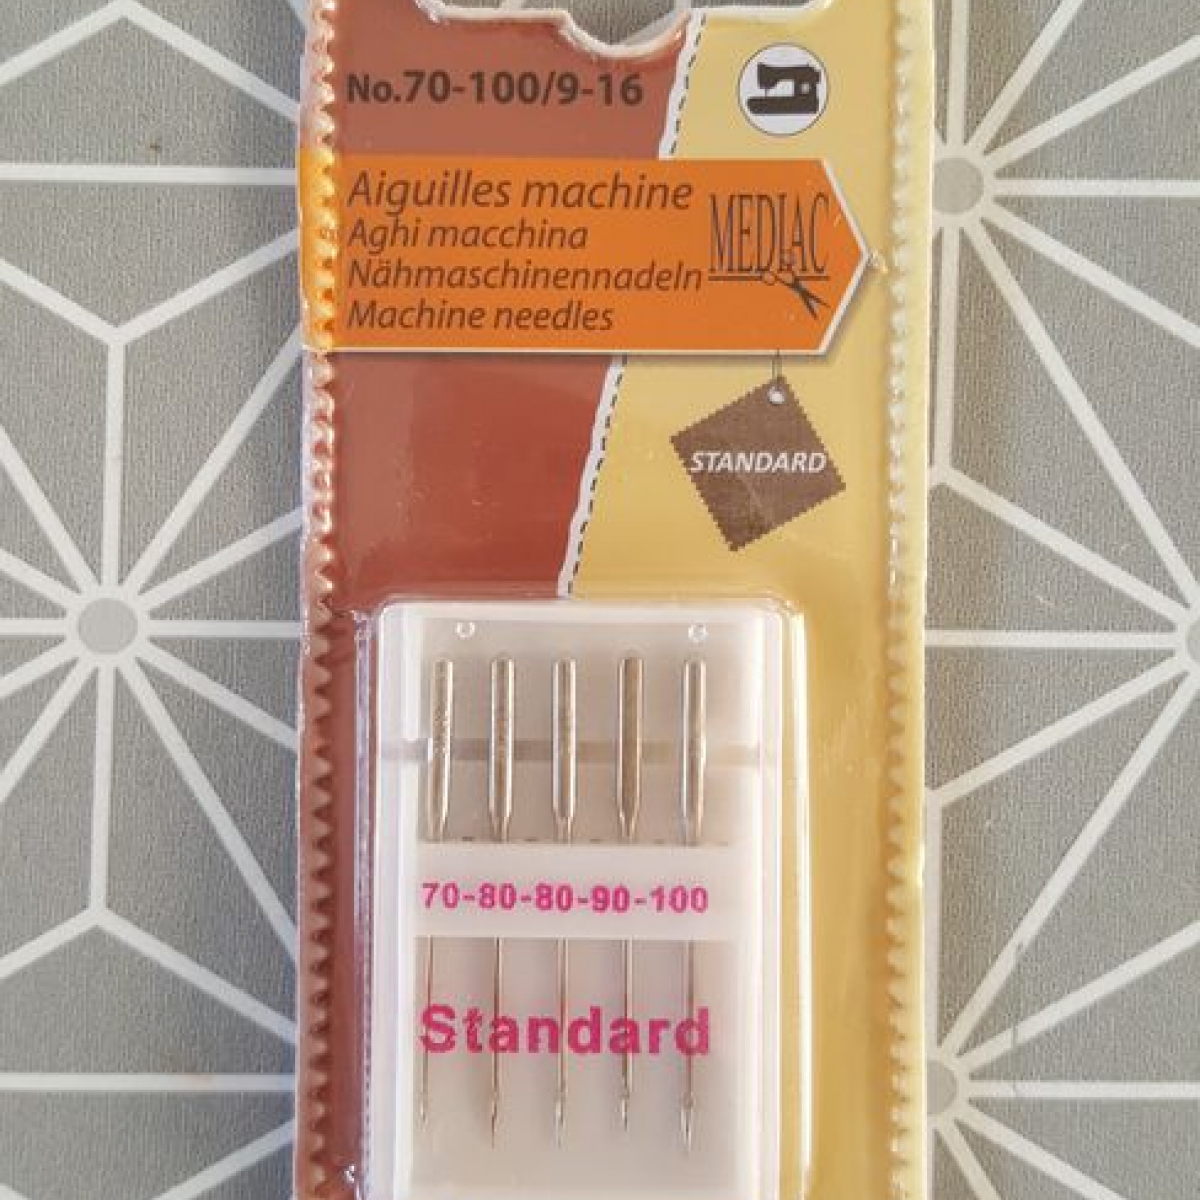 No.70-100/9-16
Aiguilles machine
Aghi macchina
Nähmaschinennadeln
Machine needles
MEDIAC
STANDARD
70-80-80-90-100
Standard